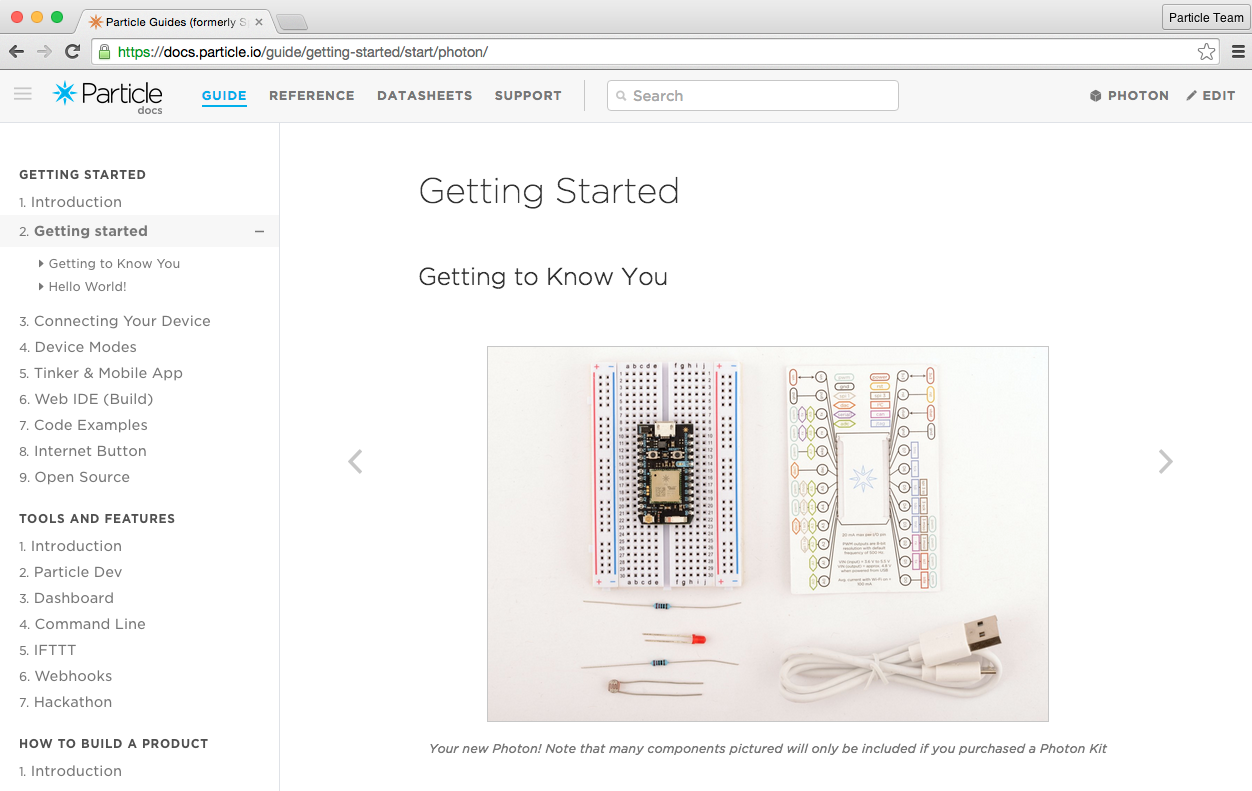 Particle Guides (formerly S
Particle Team
https://docs.particle.io/guide/getting-started/start/photon/
Particle
docs
GUIDE
REFERENCE
DATASHEETS
SUPPORT
Search
PHOTON
EDIT
GETTING STARTED
1. Introduction
2. Getting started
Getting to Know You
Hello World!
3. Connecting Your Device
4. Device Modes
5. Tinker & Mobile App
6. Web IDE (Build)
7. Code Examples
8. Internet Button
9. Open Source
TOOLS AND FEATURES
1. Introduction
2. Particle Dev
3. Dashboard
4. Command Line
5. IFTTT
6. Webhooks
7. Hackathon
HOW TO BUILD A PRODUCT
1. Introduction
Getting Started
Getting to Know You
a b c d e f g h i j
a b c d e f g h i j
Your new Photon! Note that many components pictured will only be included if you purchased a Photon Kit